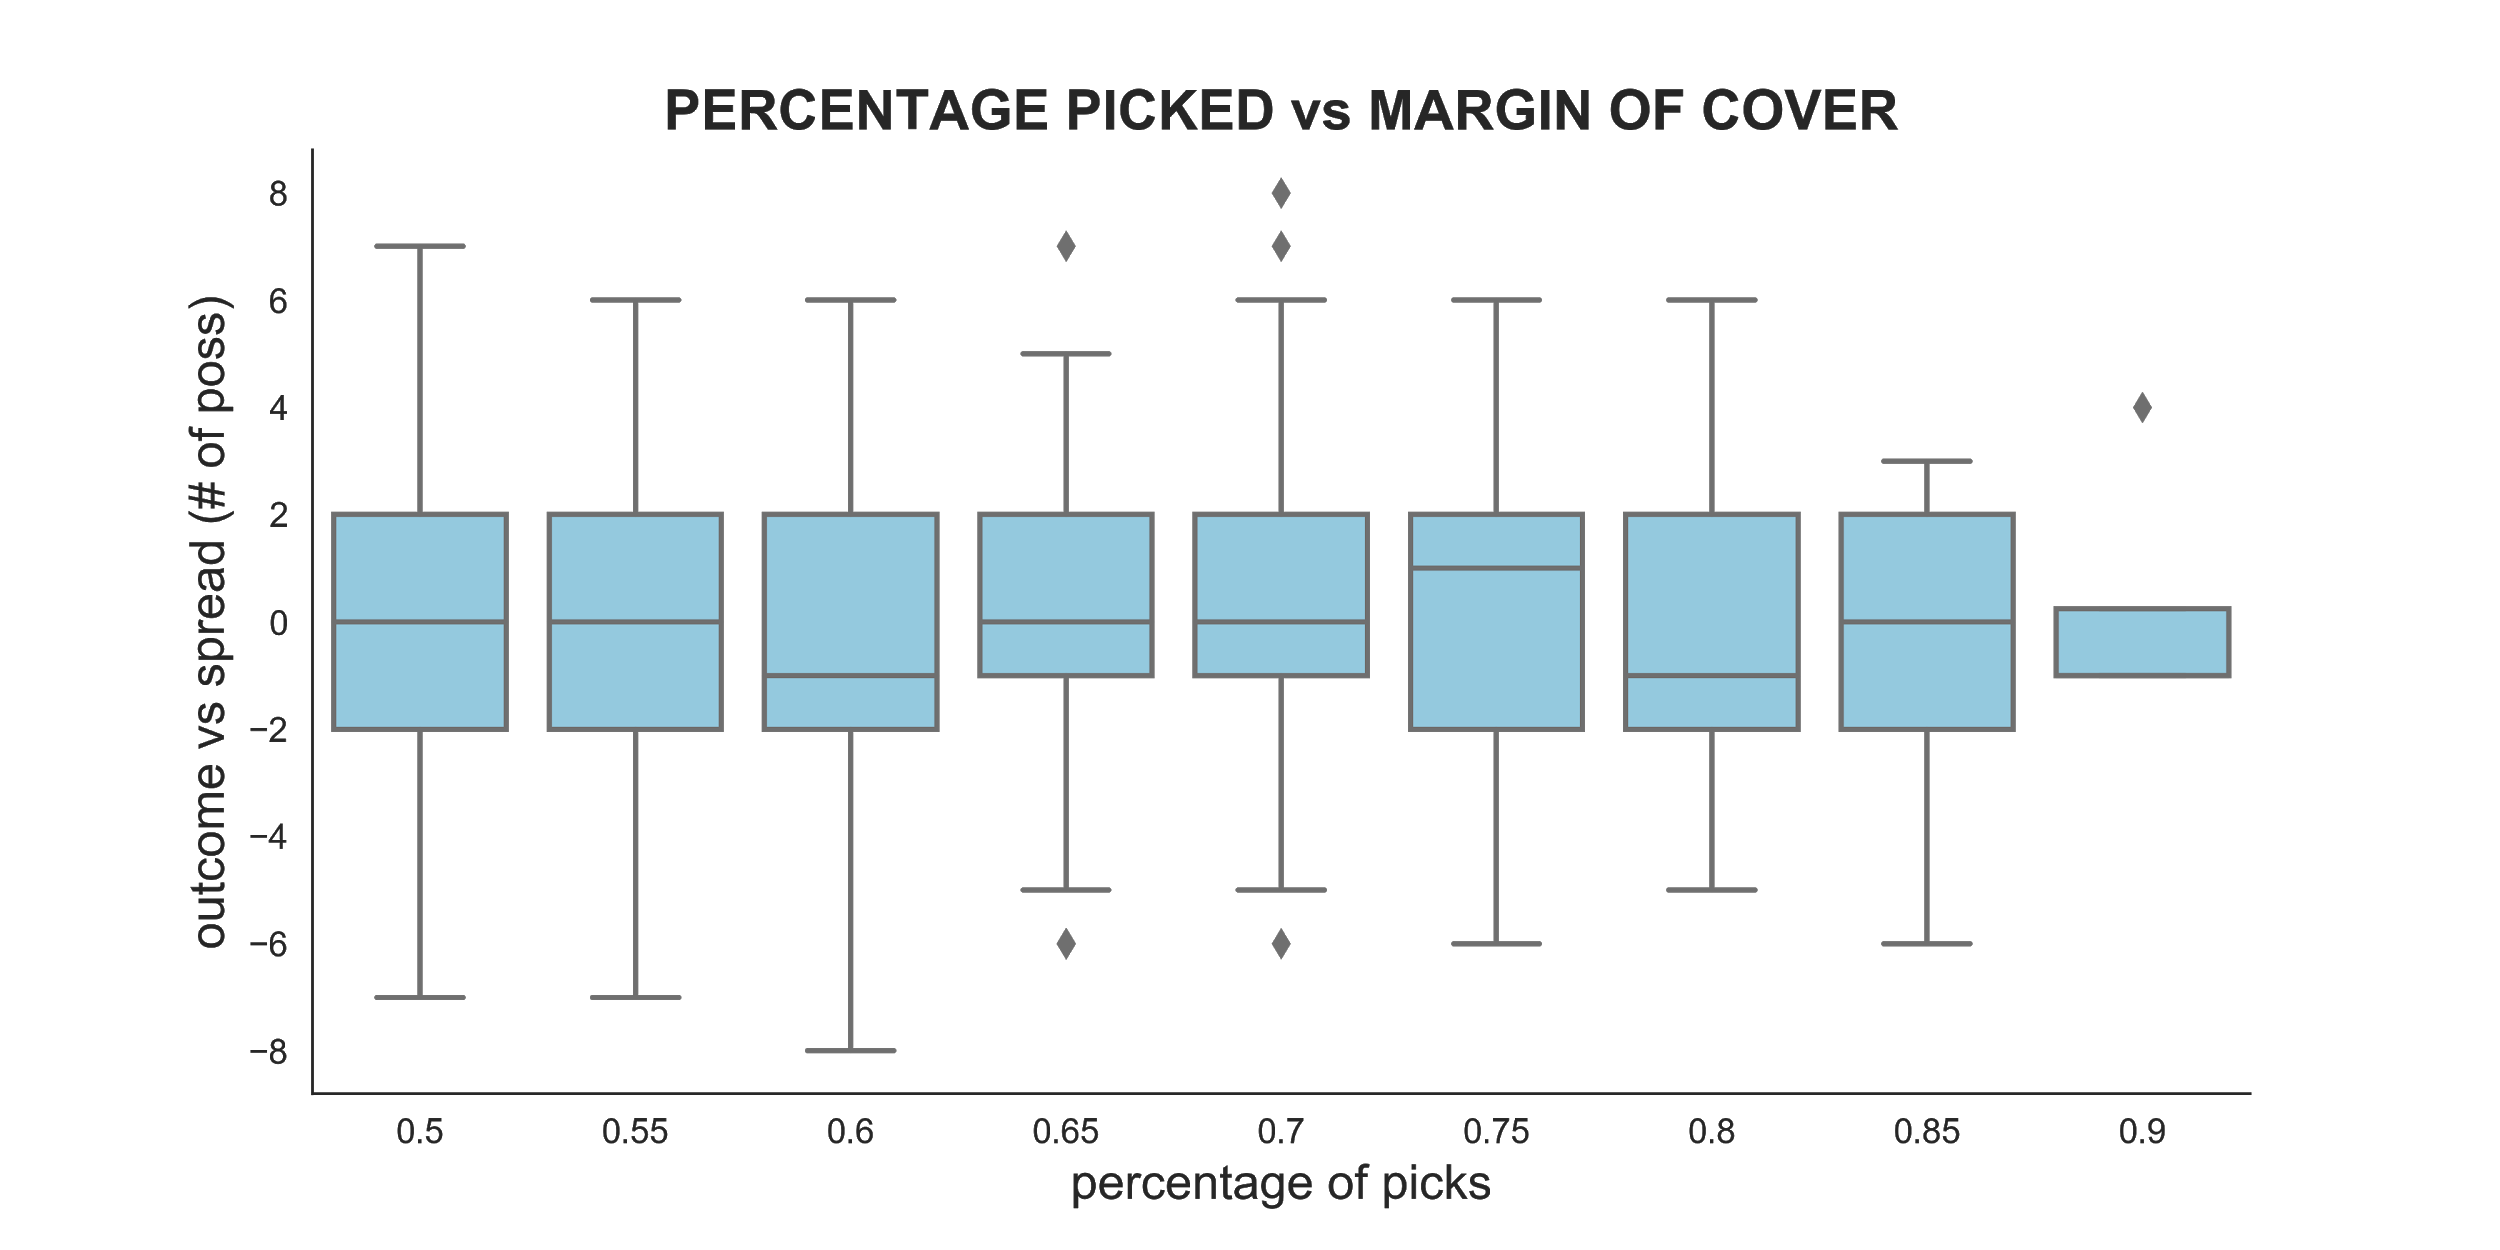 PERCENTAGE PICKED vs MARGIN OF COVER
outcome vs spread (# of poss)
8
6
4
2
0
−2
−4
−6
−8
0.5 0.55 0.6 0.65 0.7 0.75 0.8 0.85 0.9
percentage of picks